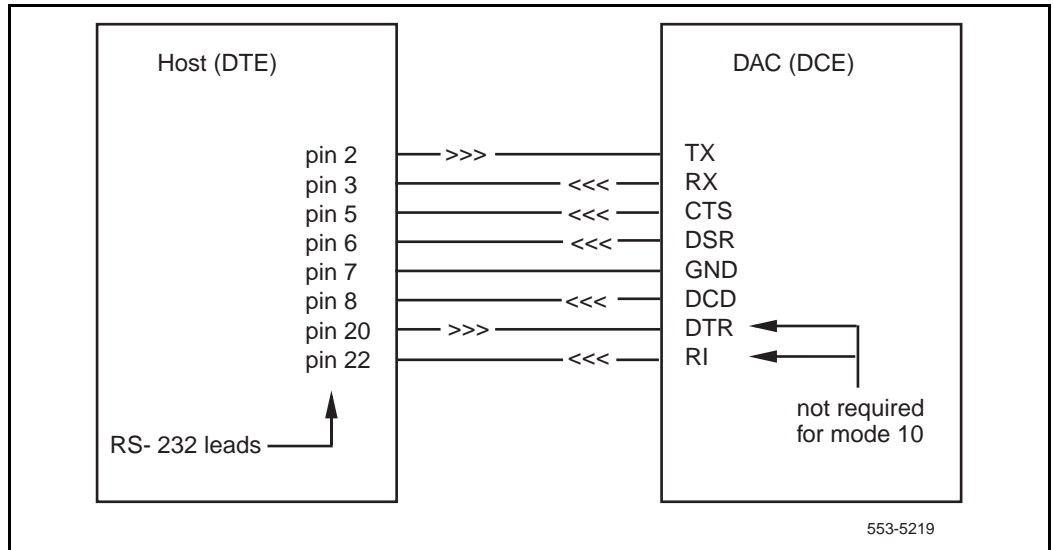 Host (DTE)
DAC (DCE)
pin 2 >>> TX
pin 3 <<< RX
pin 5 <<< CTS
pin 6 <<< DSR
pin 7 GND
pin 8 <<< DCD
pin 20 >>> DTR
pin 22 <<< RI
not required
for mode 10
RS- 232 leads
553-5219